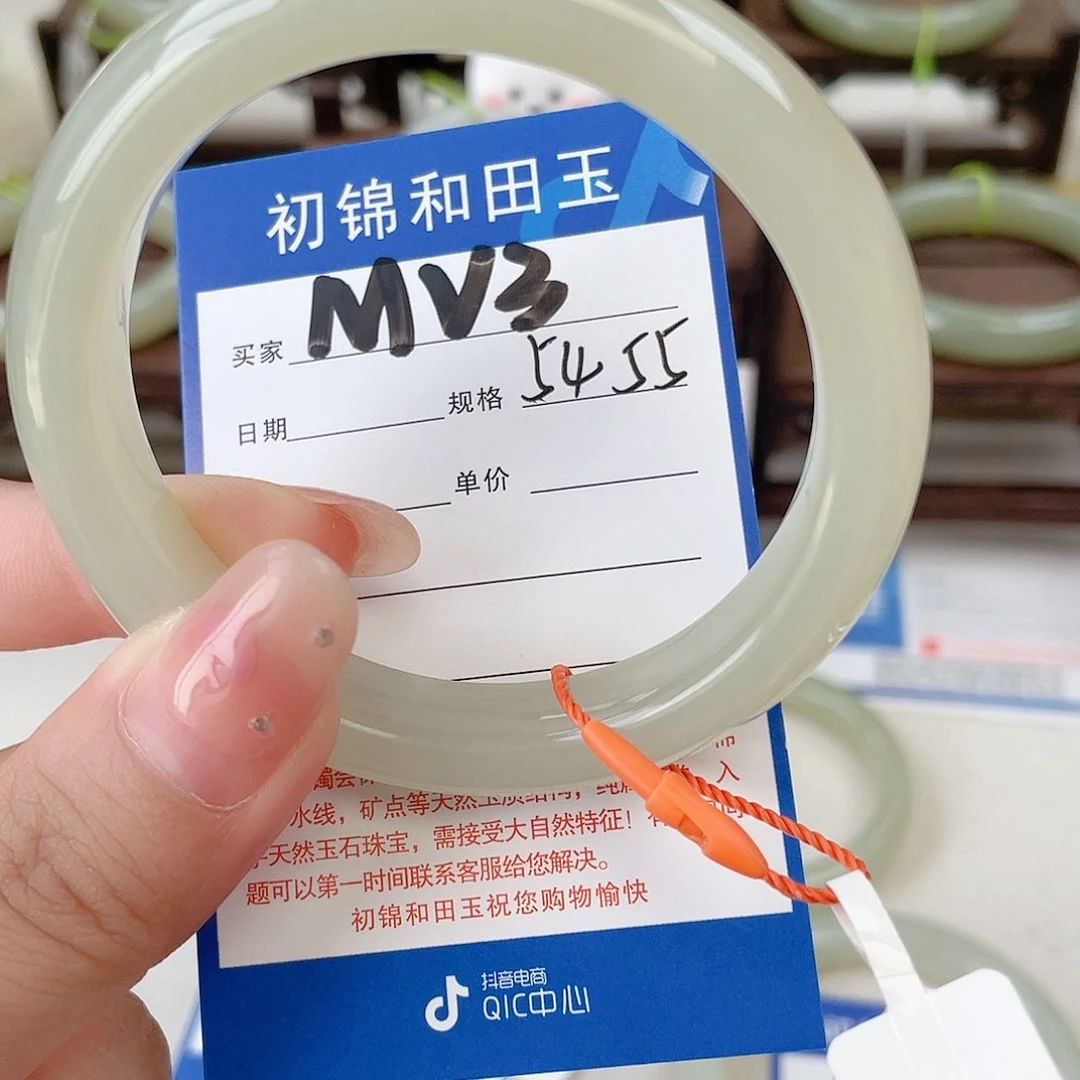 初锦和田玉
买家 MV3
日期 规格 5455
单价
水线，矿点等天然玉质结构，
天然玉石珠宝，需接受大自然特征！
题可以第一时间联系客服给您解决。
初锦和田玉祝您购物愉快
抖音电商
QIC中心